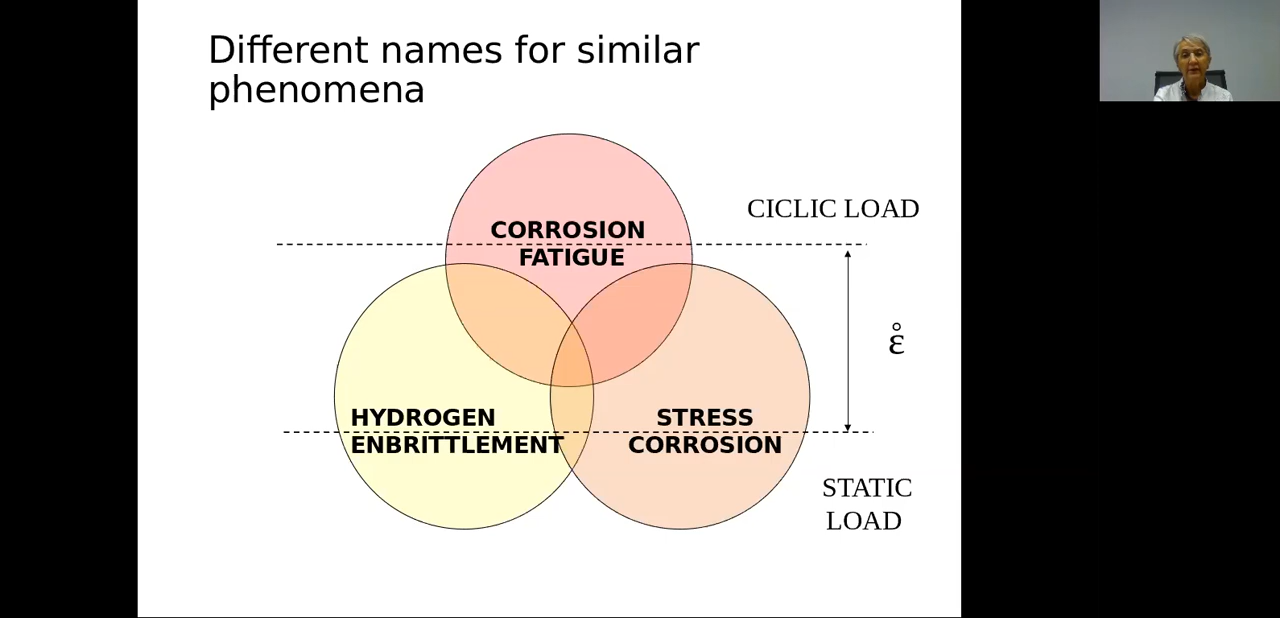 Different names for similar
phenomena
CICLIC LOAD
CORROSION
FATIGUE
ε̊
HYDROGEN
ENBRITTLEMENT
STRESS
CORROSION
STATIC
LOAD